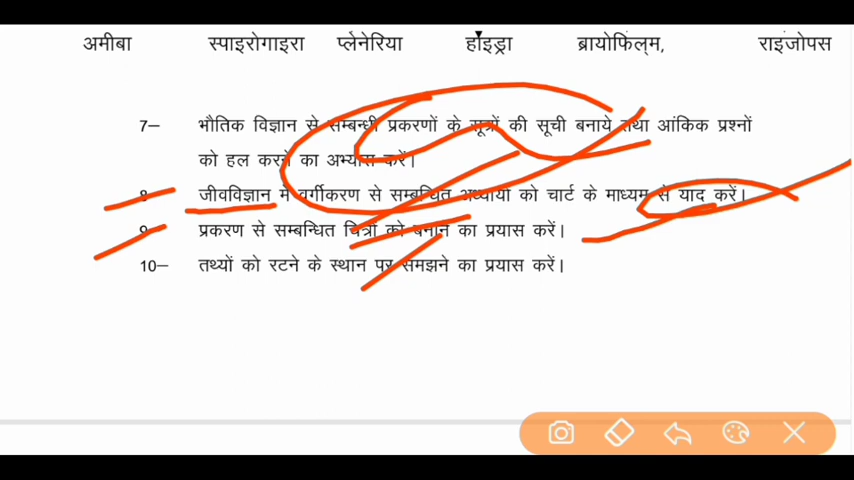 अमीबा स्पाइरोगाइरा प्लेनेरिया हाइड्रा ब्रायोफिल्म, राइजोपस
7— भौतिक विज्ञान से सम्बन्धी प्रकरणों के सूत्रों की सूची बनाये तथा आंकिक प्रश्नों
को हल करने का अभ्यास करें।
8— जीवविज्ञान में वर्गीकरण से सम्बन्धित अध्यायों को चार्ट के माध्यम से याद करें।
9— प्रकरण से सम्बन्धित चित्रों को बनाने का प्रयास करें।
10— तथ्यों को रटने के स्थान पर समझने का प्रयास करें।